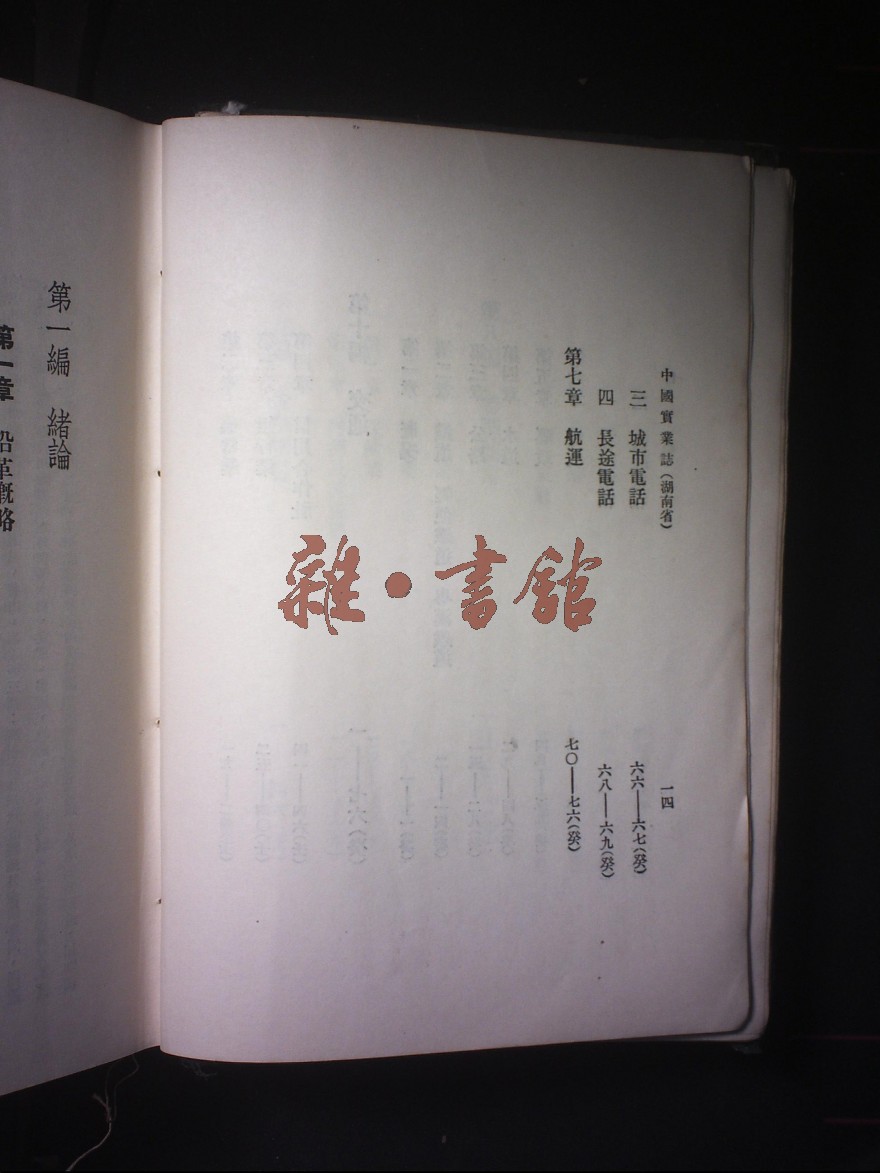 中國實業誌(湖南省)
一四
三 城市電話 六六——六七(癸)
四 長途電話 六八——六九(癸)
第七章 航運 七〇——七六(癸)
第一編 緒論
第一章 沿革概略
雜·書館